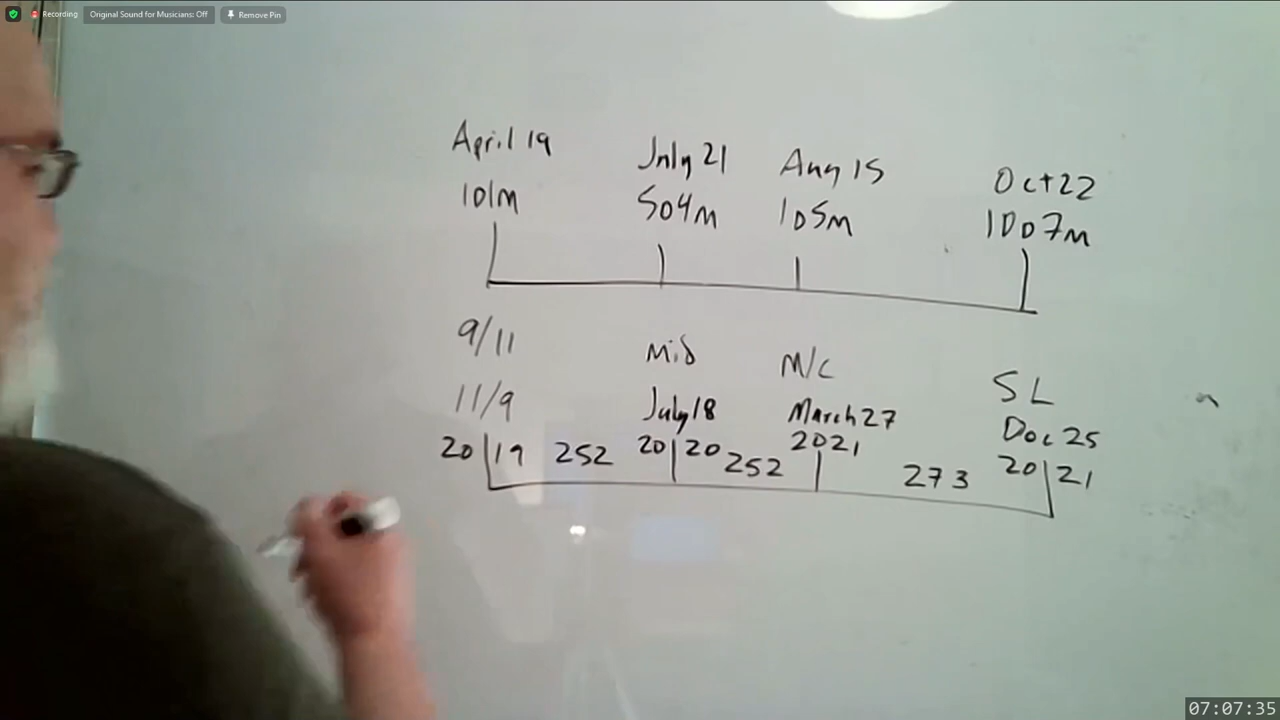 Recording
Original Sound for Musicians: Off
Remove Pin
April 19 July 21 Aug 15 Oct 22
101M 504M 105M 1007M
9/11 Mid M/C SL
11/9 July 18 March 27 Dec 25
20 19 252 20 20 252 2021 273 20 21
07:07:35